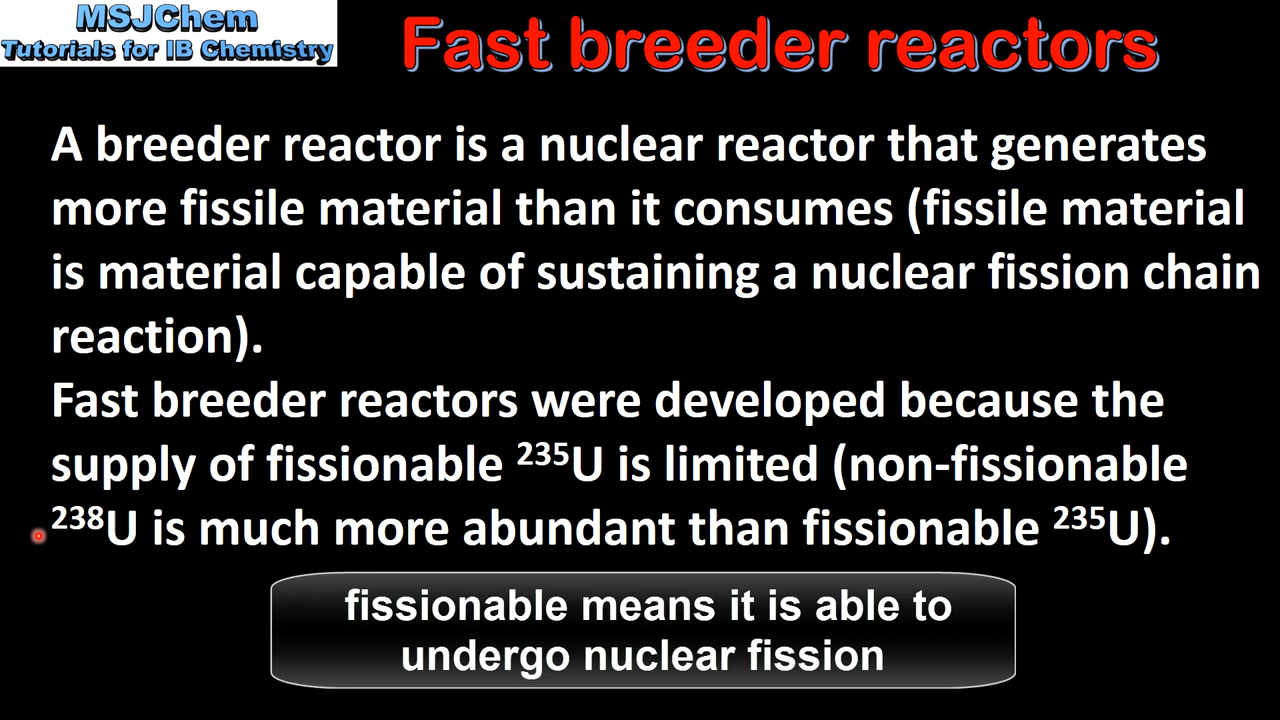 MSJChem
Tutorials for IB Chemistry
Fast breeder reactors
A breeder reactor is a nuclear reactor that generates
more fissile material than it consumes (fissile material
is material capable of sustaining a nuclear fission chain
reaction).
Fast breeder reactors were developed because the
supply of fissionable ²³⁵U is limited (non-fissionable
²³⁸U is much more abundant than fissionable ²³⁵U).
fissionable means it is able to
undergo nuclear fission